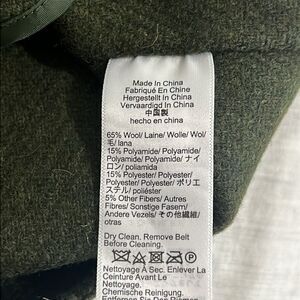 Made In China
Fabriqué En Chine
Hergestellt In China
Vervaardigd In China
中国製
hecho en china
65% Wool/ Laine/ Wolle/ Wol/
毛/ lana
15% Polyamide/ Polyamide/
Polyamide/ Polyamide/ ナイ
ロン/ poliamida
15% Polyester/ Polyester/
Polyester/ Polyester/ ポリエ
ステル/ poliéster
5% Other Fibers/ Autres
Fibres/ Sonstige Fasern/
Andere Vezels/ その他繊維/
otras
Dry Clean, Remove Belt
Before Cleaning.
Nettoyage À Sec. Enlever La
Ceinture Avant Le
Nettoyage.
Chemische Reinigung.
Entfernen Sie Den Riemen